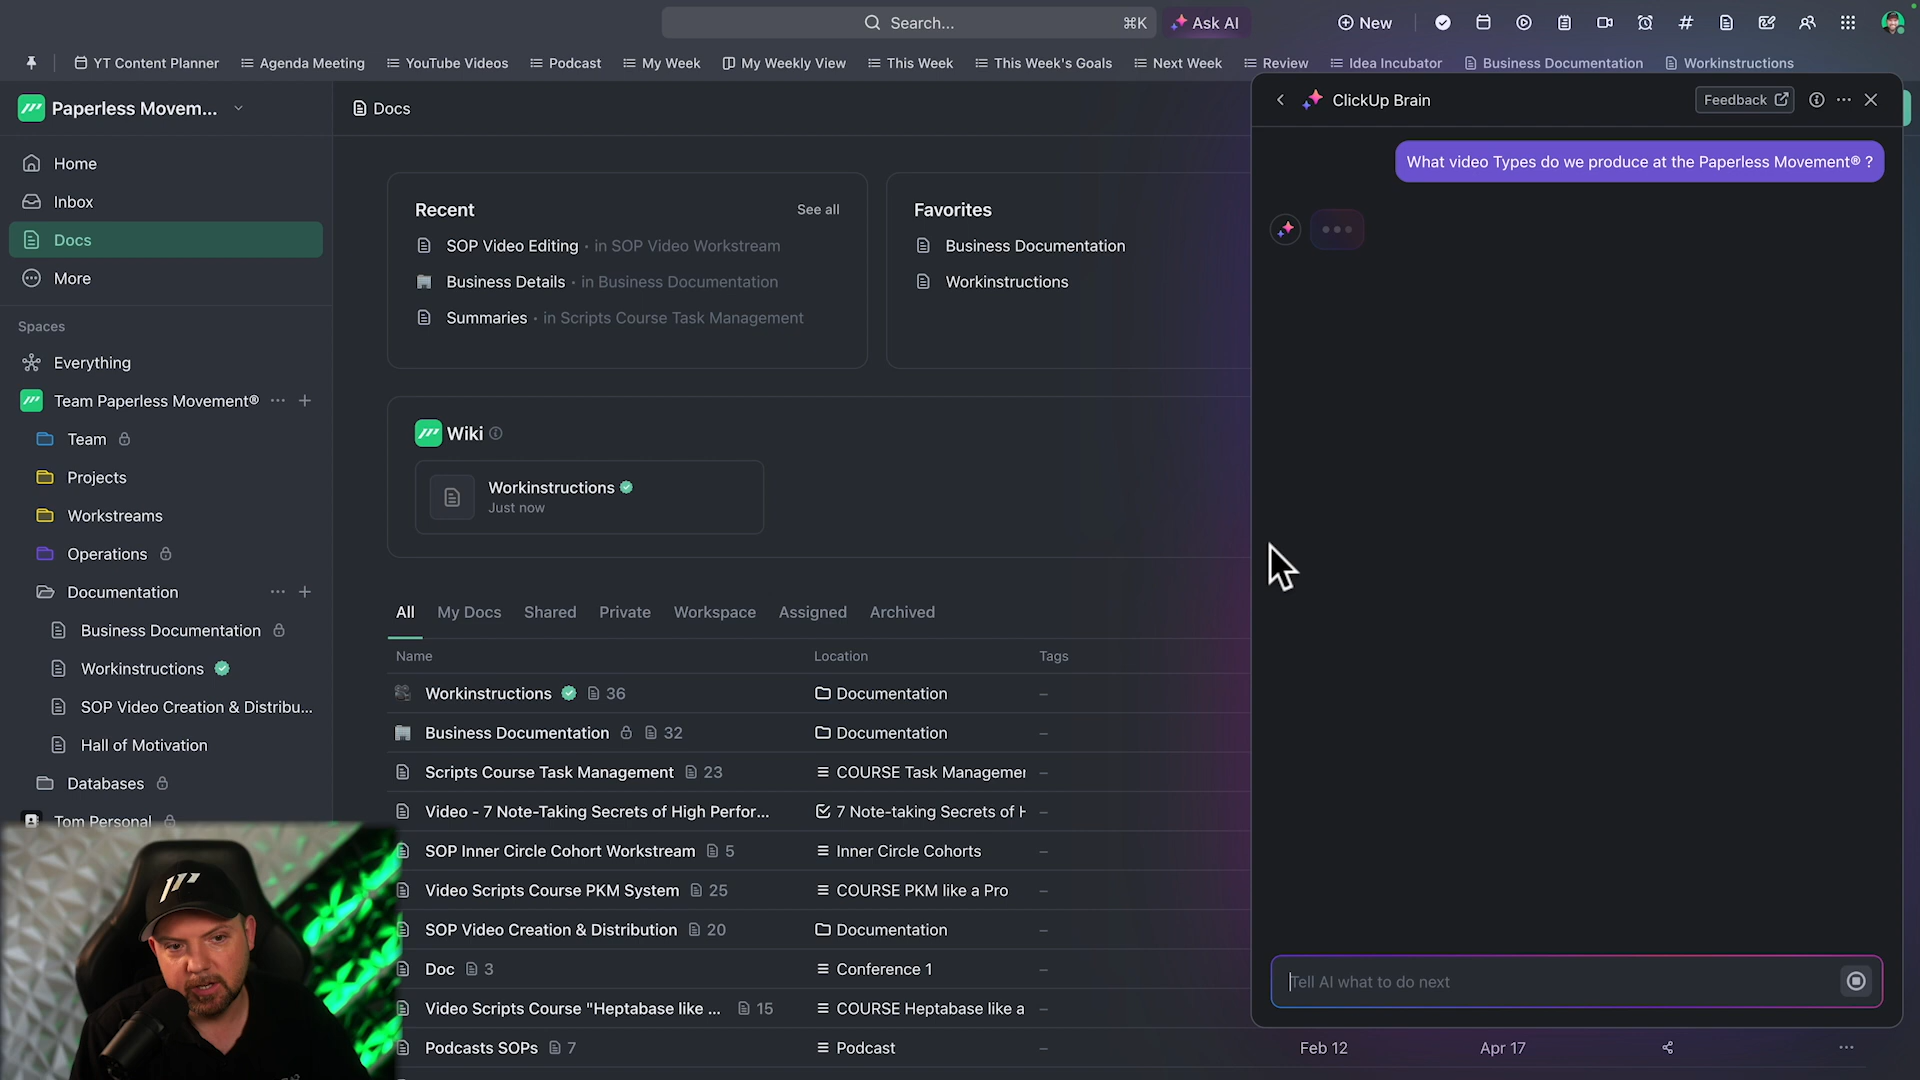 Search...
⌘K
Ask AI
New
YT Content Planner
Agenda Meeting
YouTube Videos
Podcast
My Week
My Weekly View
This Week
This Week's Goals
Next Week
Review
Idea Incubator
Business Documentation
Workinstructions
Paperless Movem...
Home
Inbox
Docs
More
Spaces
Everything
Team Paperless Movement®
Team
Projects
Workstreams
Operations
Documentation
Business Documentation
Workinstructions
SOP Video Creation & Distribu...
Hall of Motivation
Databases
Tom Personal
Docs
Recent
See all
SOP Video Editing · in SOP Video Workstream
Business Details · in Business Documentation
Summaries · in Scripts Course Task Management
Favorites
Business Documentation
Workinstructions
Wiki
Workinstructions
Just now
All My Docs Shared Private Workspace Assigned Archived
Name Location Tags
Workinstructions 36 Documentation –
Business Documentation 32 Documentation –
Scripts Course Task Management 23 COURSE Task Managemen –
Video - 7 Note-Taking Secrets of High Perfor... 7 Note-taking Secrets of H –
SOP Inner Circle Cohort Workstream 5 Inner Circle Cohorts –
Video Scripts Course PKM System 25 COURSE PKM like a Pro –
SOP Video Creation & Distribution 20 Documentation –
Doc 3 Conference 1 –
Video Scripts Course "Heptabase like ... 15 COURSE Heptabase like a –
Podcasts SOPs 7 Podcast – Feb 12 Apr 17
ClickUp Brain
Feedback
What video Types do we produce at the Paperless Movement® ?
Tell AI what to do next